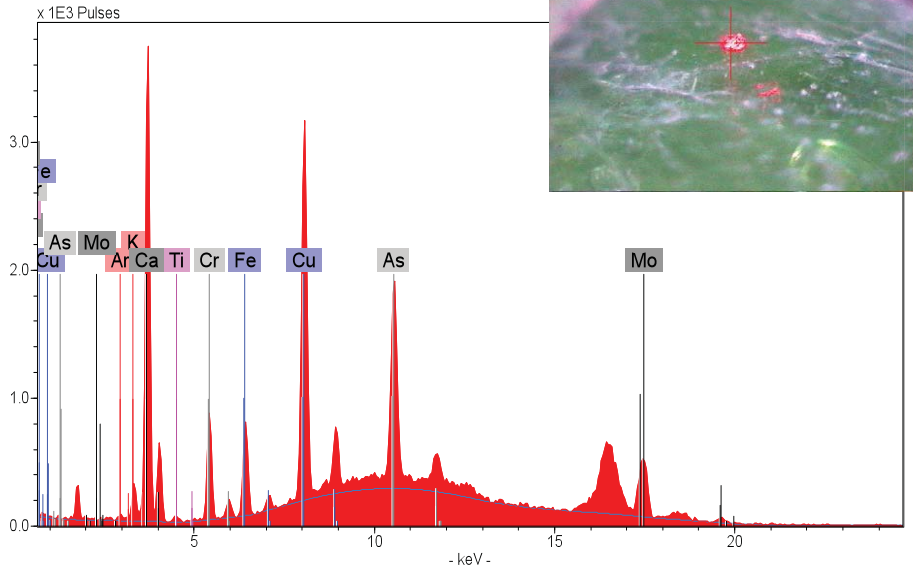 x 1E3 Pulses
3.0
e
As Mo K
Cu Ar Ca Ti Cr Fe Cu As Mo
2.0
1.0
0.0
5 10 15 20
- keV -